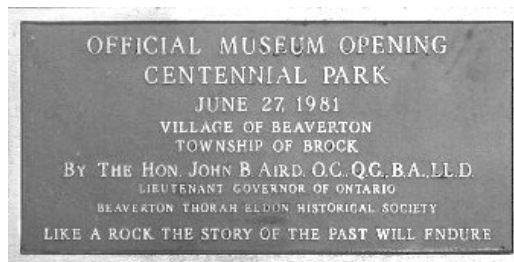 OFFICIAL MUSEUM OPENING
CENTENNIAL PARK
JUNE 27, 1981
VILLAGE OF BEAVERTON
TOWNSHIP OF BROCK
BY THE HON. JOHN B. AIRD, O.C., Q.C., B.A., LL.D.
LIEUTENANT GOVERNOR OF ONTARIO
BEAVERTON THORAH ELDON HISTORICAL SOCIETY
LIKE A ROCK THE STORY OF THE PAST WILL ENDURE